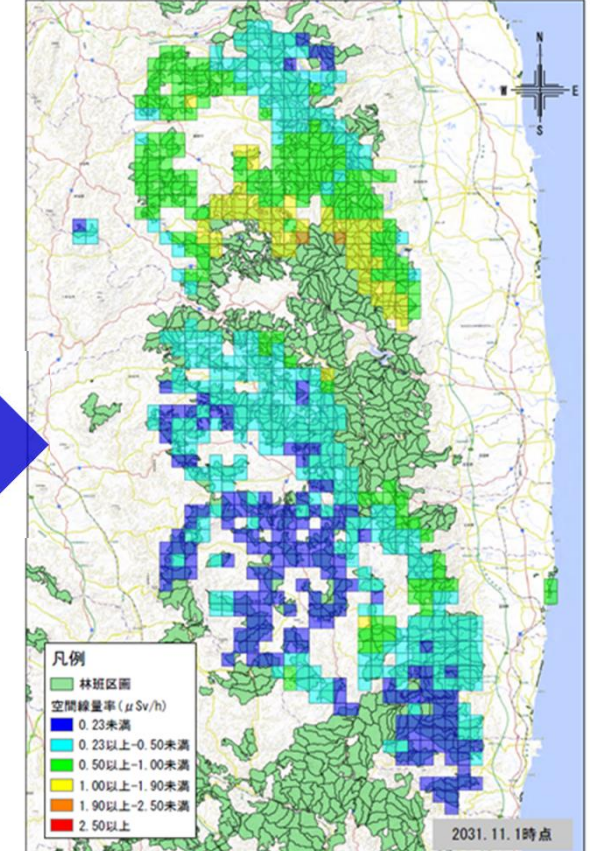 N
W E
S
凡例
林班区画
空間線量率(μSv/h)
0.23未満
0.23以上-0.50未満
0.50以上-1.00未満
1.00以上-1.90未満
1.90以上-2.50未満
2.50以上
2031.11.1時点